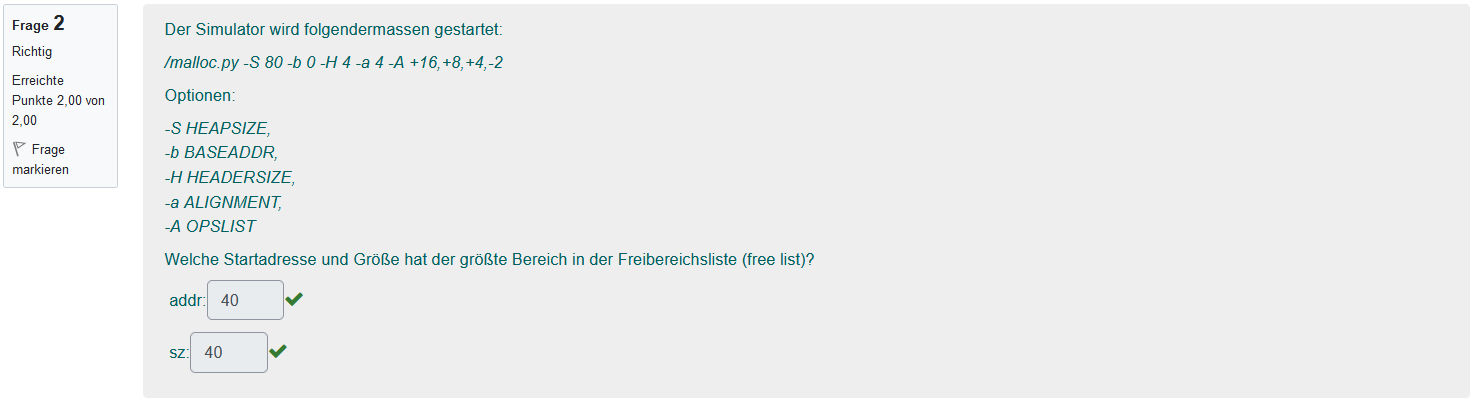 Frage 2
Richtig
Erreichte
Punkte 2,00 von
2,00
Frage
markieren
Der Simulator wird folgendermassen gestartet:
/malloc.py -S 80 -b 0 -H 4 -a 4 -A +16,+8,+4,-2
Optionen:
-S HEAPSIZE,
-b BASEADDR,
-H HEADERSIZE,
-a ALIGNMENT,
-A OPSLIST
Welche Startadresse und Größe hat der größte Bereich in der Freibereichsliste (free list)?
addr: 40
sz: 40